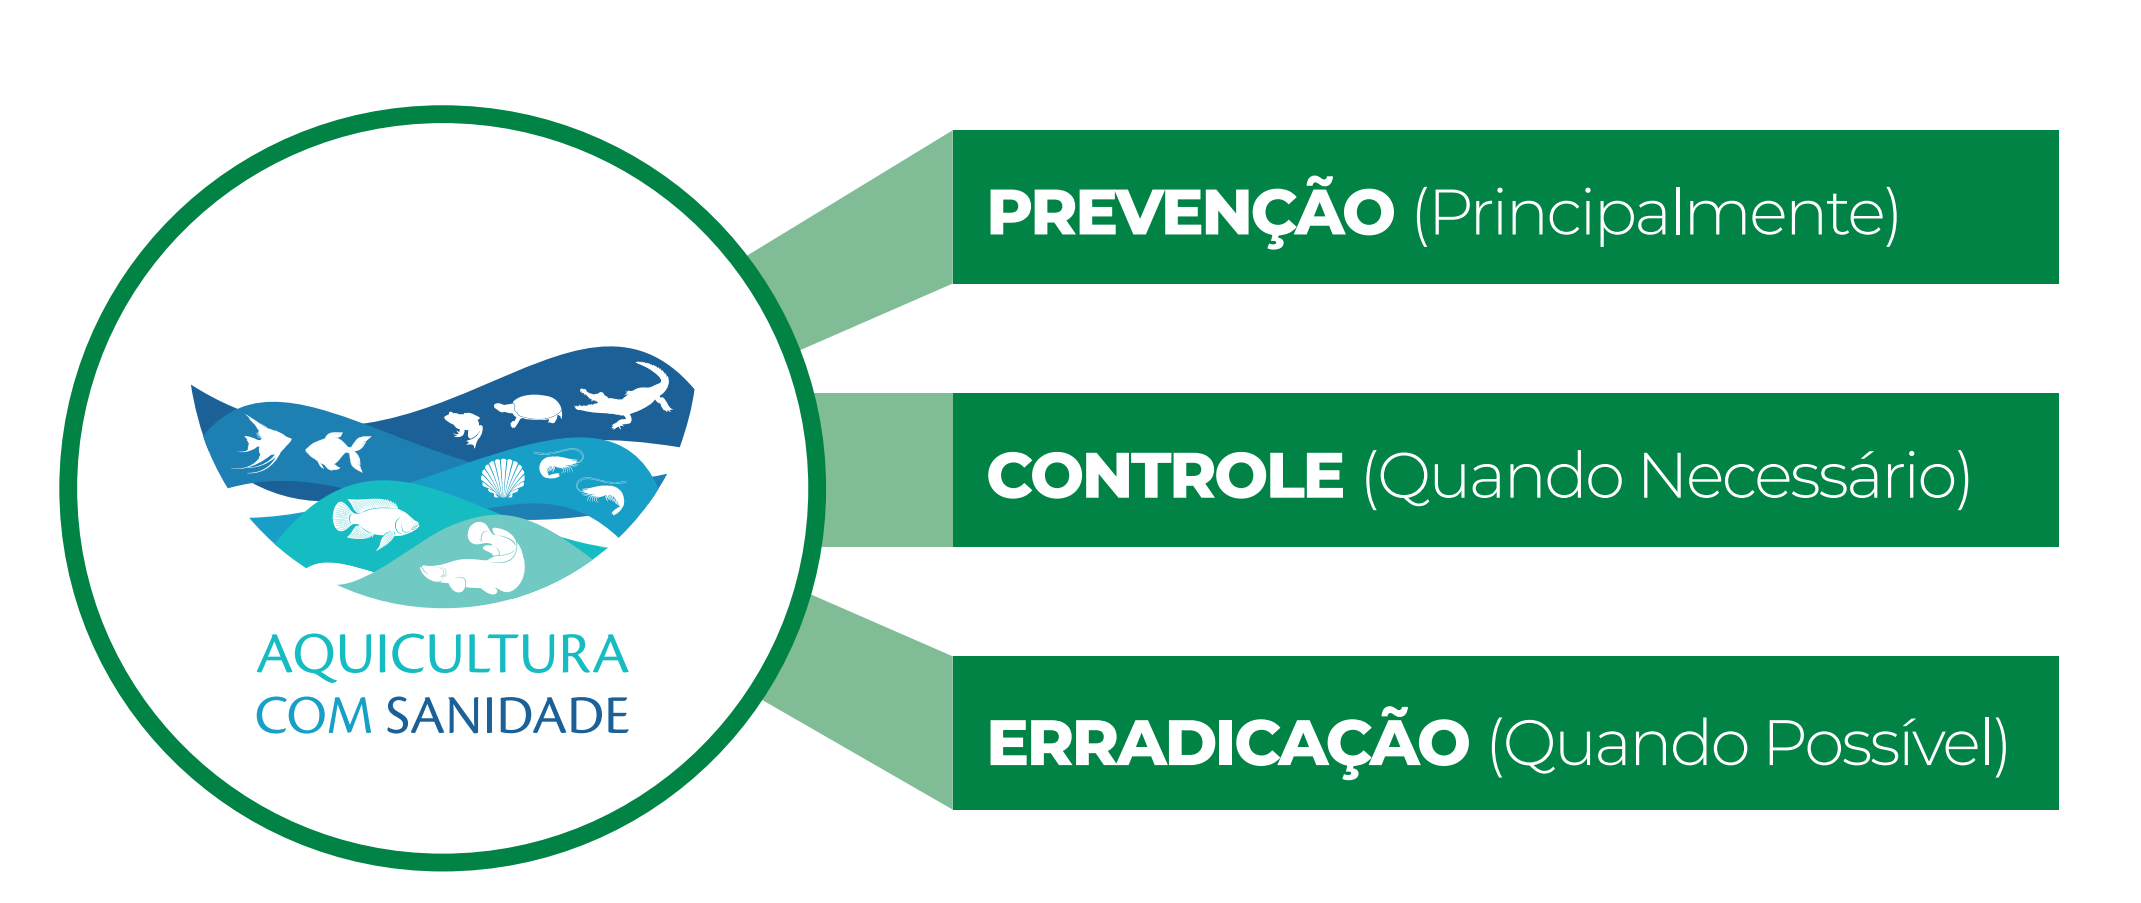 PREVENÇÃO (Principalmente)
CONTROLE (Quando Necessário)
ERRADICAÇÃO (Quando Possível)
AQUICULTURA
COM SANIDADE